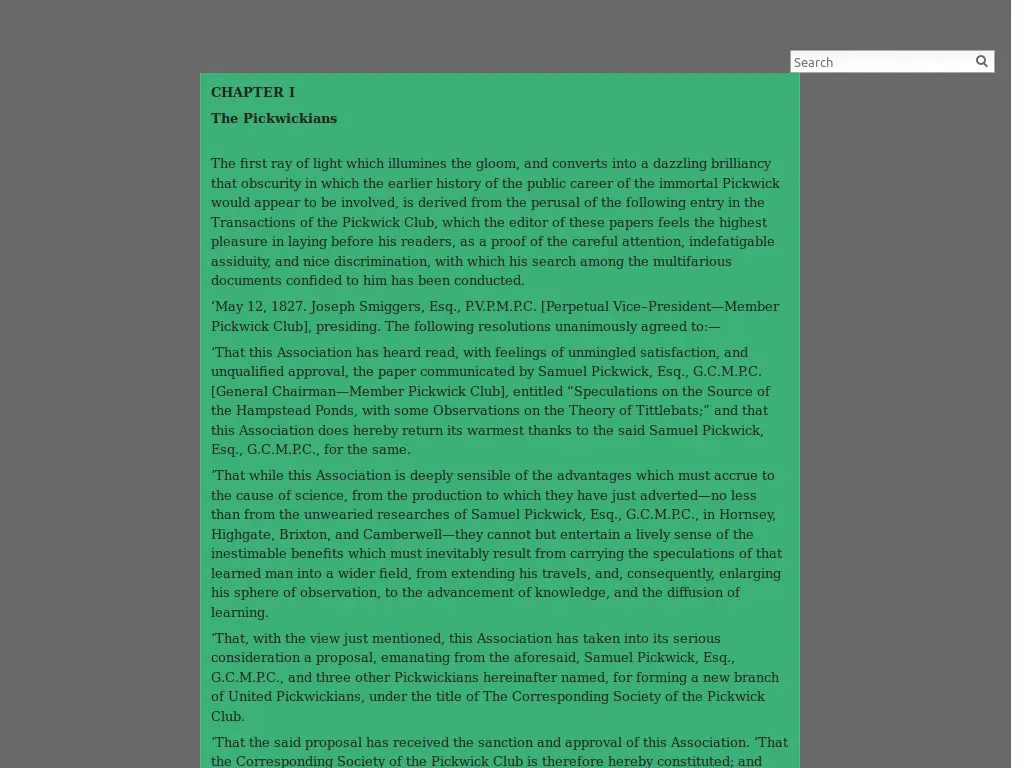 Search
CHAPTER I
The Pickwickians
The first ray of light which illumines the gloom, and converts into a dazzling brilliancy
that obscurity in which the earlier history of the public career of the immortal Pickwick
would appear to be involved, is derived from the perusal of the following entry in the
Transactions of the Pickwick Club, which the editor of these papers feels the highest
pleasure in laying before his readers, as a proof of the careful attention, indefatigable
assiduity, and nice discrimination, with which his search among the multifarious
documents confided to him has been conducted.
‘May 12, 1827. Joseph Smiggers, Esq., P.V.P.M.P.C. [Perpetual Vice–President—Member
Pickwick Club], presiding. The following resolutions unanimously agreed to:—
‘That this Association has heard read, with feelings of unmingled satisfaction, and
unqualified approval, the paper communicated by Samuel Pickwick, Esq., G.C.M.P.C.
[General Chairman—Member Pickwick Club], entitled “Speculations on the Source of
the Hampstead Ponds, with some Observations on the Theory of Tittlebats;” and that
this Association does hereby return its warmest thanks to the said Samuel Pickwick,
Esq., G.C.M.P.C., for the same.
‘That while this Association is deeply sensible of the advantages which must accrue to
the cause of science, from the production to which they have just adverted—no less
than from the unwearied researches of Samuel Pickwick, Esq., G.C.M.P.C., in Hornsey,
Highgate, Brixton, and Camberwell—they cannot but entertain a lively sense of the
inestimable benefits which must inevitably result from carrying the speculations of that
learned man into a wider field, from extending his travels, and, consequently, enlarging
his sphere of observation, to the advancement of knowledge, and the diffusion of
learning.
‘That, with the view just mentioned, this Association has taken into its serious
consideration a proposal, emanating from the aforesaid, Samuel Pickwick, Esq.,
G.C.M.P.C., and three other Pickwickians hereinafter named, for forming a new branch
of United Pickwickians, under the title of The Corresponding Society of the Pickwick
Club.
‘That the said proposal has received the sanction and approval of this Association. ‘That
the Corresponding Society of the Pickwick Club is therefore hereby constituted; and